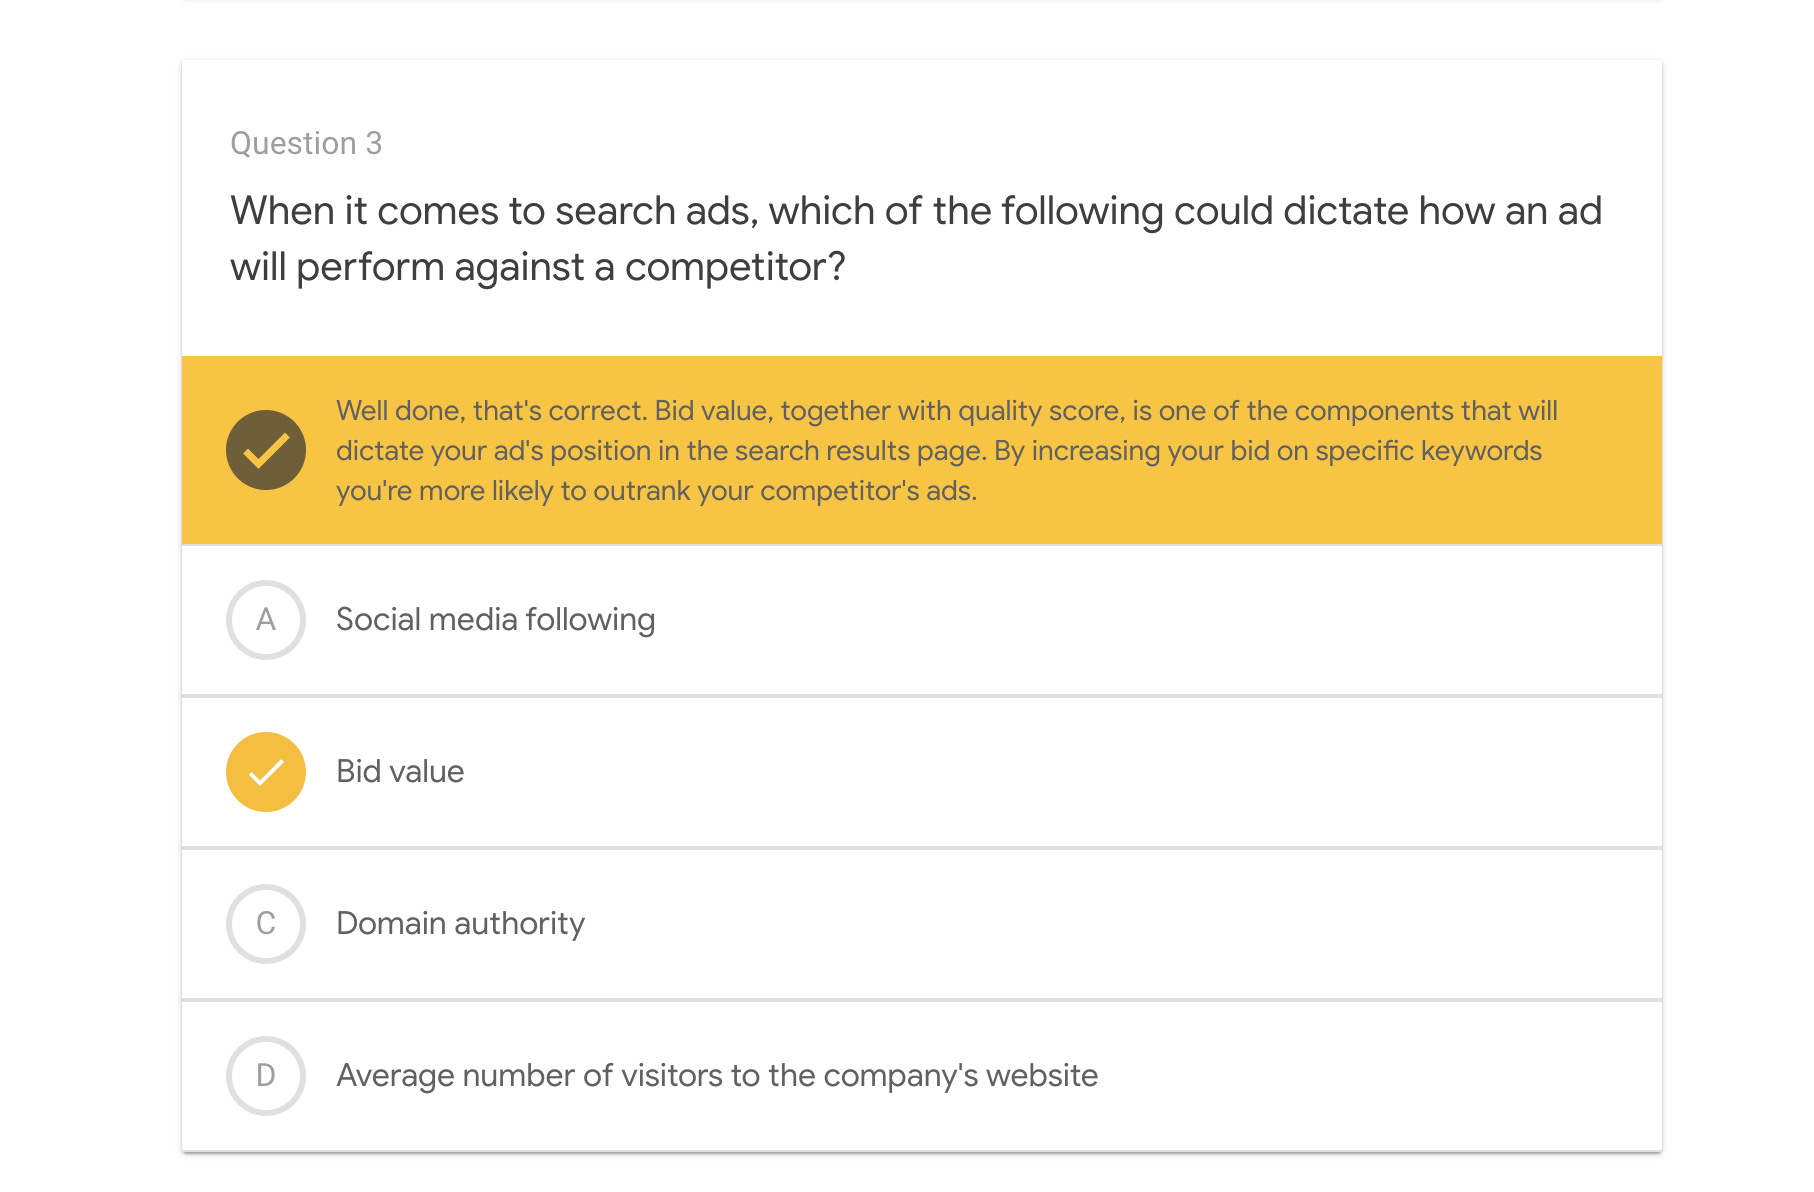 Question 3
When it comes to search ads, which of the following could dictate how an ad
will perform against a competitor?
Well done, that's correct. Bid value, together with quality score, is one of the components that will
dictate your ad's position in the search results page. By increasing your bid on specific keywords
you're more likely to outrank your competitor's ads.
A Social media following
Bid value
C Domain authority
D Average number of visitors to the company's website